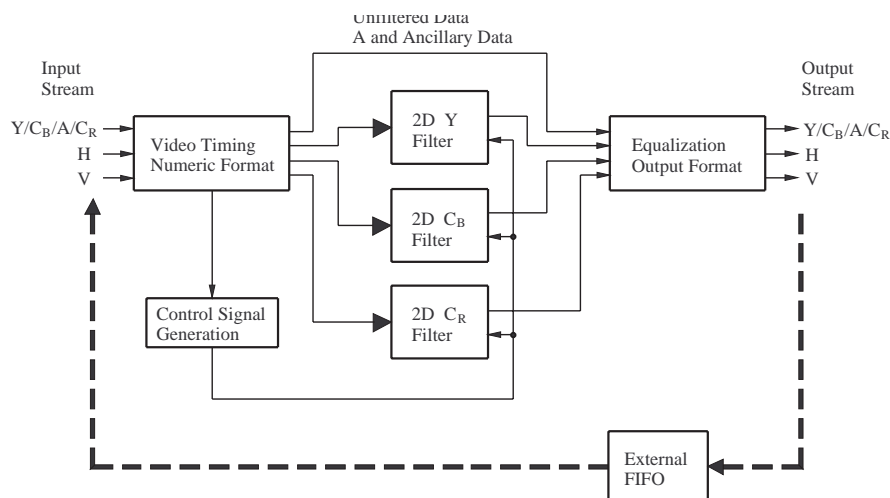 Unfiltered Data
A and Ancillary Data
Input
Stream
Output
Stream
Y/CB/A/CR
H
V
Video Timing
Numeric Format
2D Y
Filter
2D CB
Filter
2D CR
Filter
Equalization
Output Format
Y/CB/A/CR
H
V
Control Signal
Generation
External
FIFO